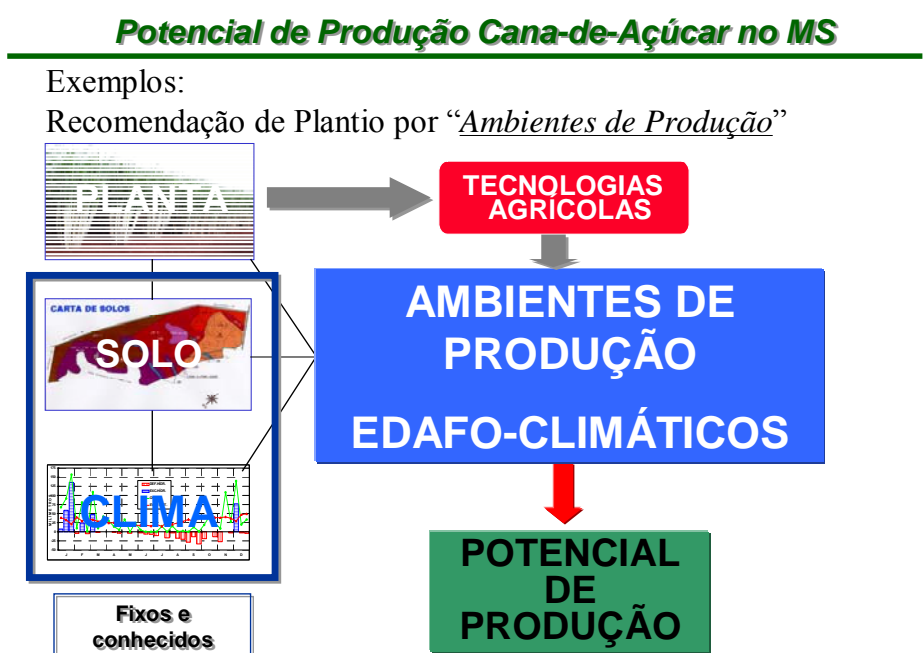 Potencial de Produção Cana-de-Açúcar no MS
Exemplos:
Recomendação de Plantio por “Ambientes de Produção”
PLANTA
TECNOLOGIAS
AGRÍCOLAS
CARTA DE SOLOS
SOLO
AMBIENTES DE
PRODUÇÃO
EDAFO-CLIMÁTICOS
CLIMA
J F M A M J J A S O N D
POTENCIAL
DE
PRODUÇÃO
Fixos e
conhecidos